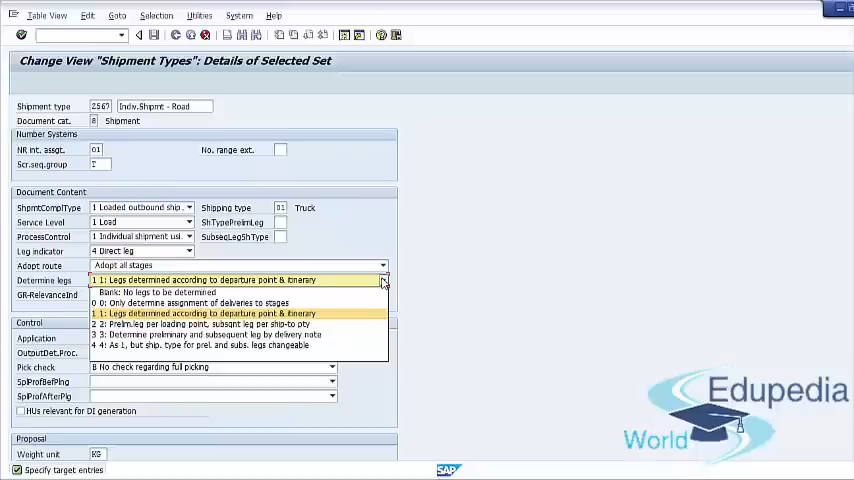 Table View Edit Goto Selection Utilities System Help
Change View "Shipment Types": Details of Selected Set
Shipment type Z567 Indiv.Shipmt - Road
Document cat. 8 Shipment
Number Systems
NR int. assgt. 01 No. range ext.
Scr.seq.group T
Document Content
ShpmtComplType 1 Loaded outbound ship. Shipping type 01 Truck
Service Level 1 Load ShTypePrelimLeg
ProcessControl 1 Individual shipment usi. SubseqLegShType
Leg indicator 4 Direct leg
Adopt route Adopt all stages
Determine legs 1 1: Legs determined according to departure point & itinerary
Blank: No legs to be determined
GR-RelevanceInd 0 0: Only determine assignment of deliveries to stages
1 1: Legs determined according to departure point & itinerary
Control 2 2: Prelm.leg per loading point, subsqnt leg per ship-to pty
Application 3 3: Determine preliminary and subsequent leg by delivery note
OutputDet.Proc. 4 4: As 1, but ship. type for prel. and subs. legs changeable
Pick check B No check regarding full picking
SplProfBefPlng
SplProfAfterPlg
HUs relevant for DI generation
Proposal
Weight unit KG
Specify target entries
SAP
Edupedia
World